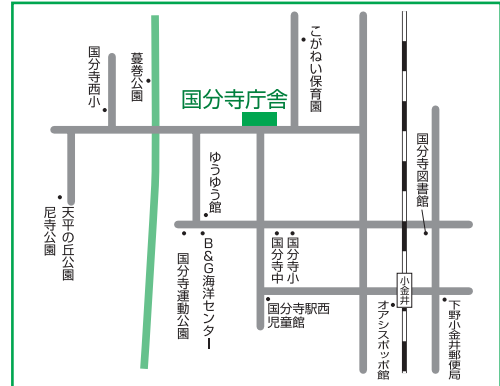 こがねい保育園
国分寺西小
蔓巻公園
国分寺庁舎
国分寺図書館
ゆうゆう館
天平の丘公園
尼寺公園
国分寺運動公園
B&G海洋センター
国分寺中
国分寺小
小金井
国分寺駅西
児童館
オアシスポッポ館
下野小金井郵便局